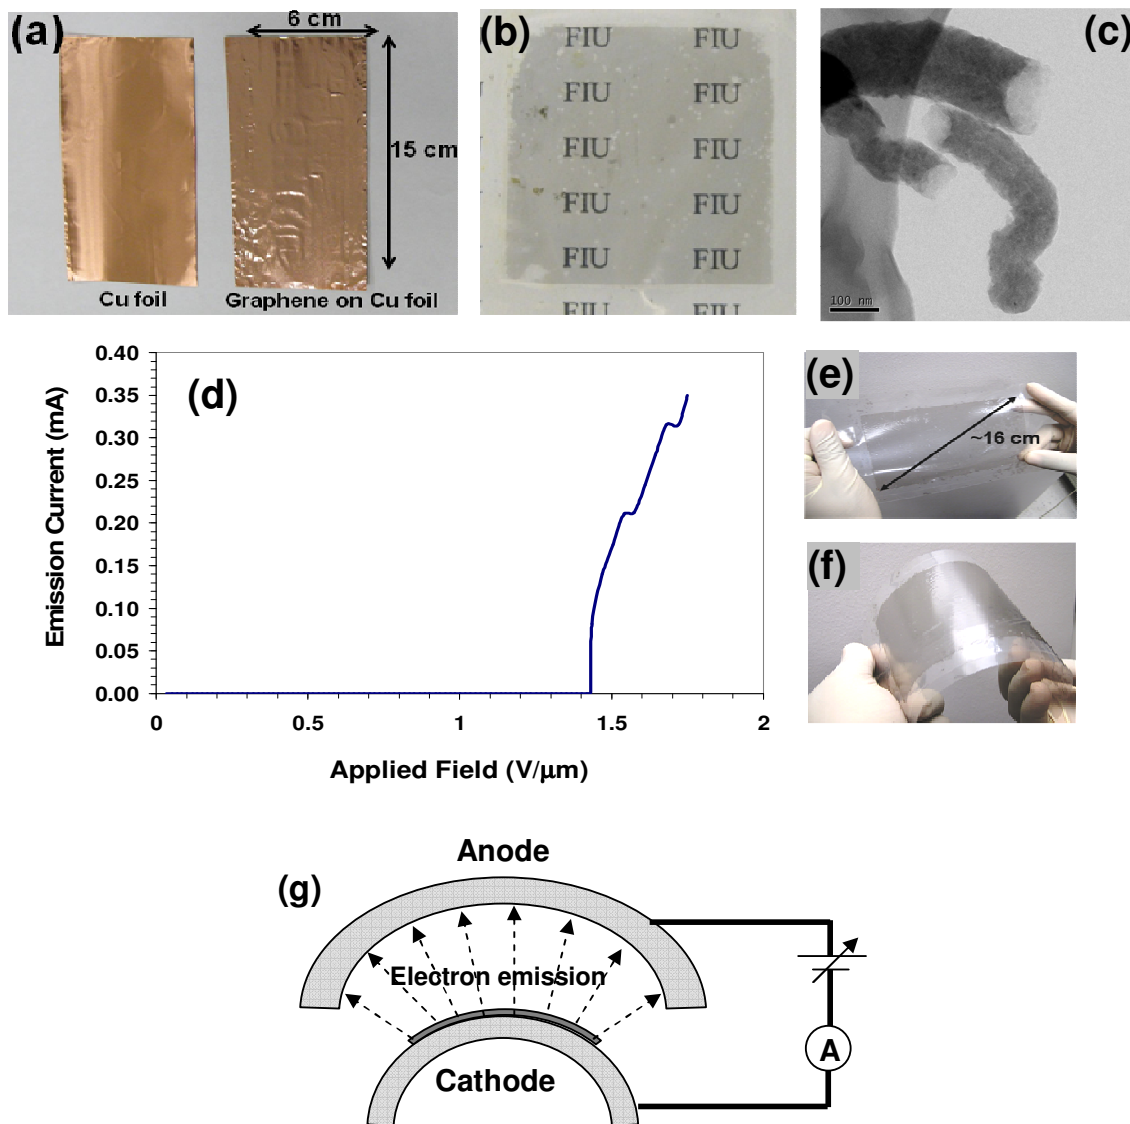 (a)
6 cm
15 cm
Cu foil
Graphene on Cu foil
(b)
FIU FIU
FIU FIU
FIU FIU
FIU FIU
FIU FIU
FIU FIU
(c)
100 nm
(d)
Emission Current (mA)
0.40
0.35
0.30
0.25
0.20
0.15
0.10
0.05
0.00
0 0.5 1 1.5 2
Applied Field (V/μm)
(e)
~16 cm
(f)
(g)
Anode
Electron emission
Cathode
A